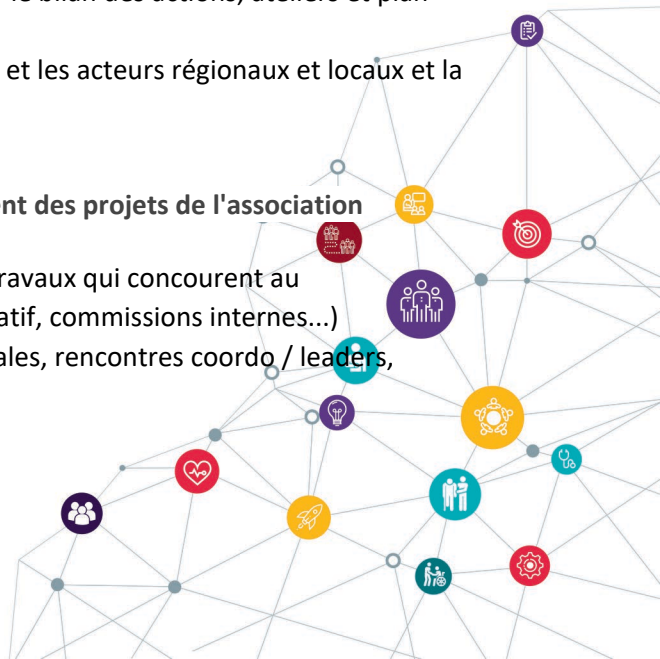 le bilan des actions, ateliers et plan
et les acteurs régionaux et locaux et la
nt des projets de l'association
ravaux qui concourent au
atif, commissions internes...)
ales, rencontres coordo / leaders,